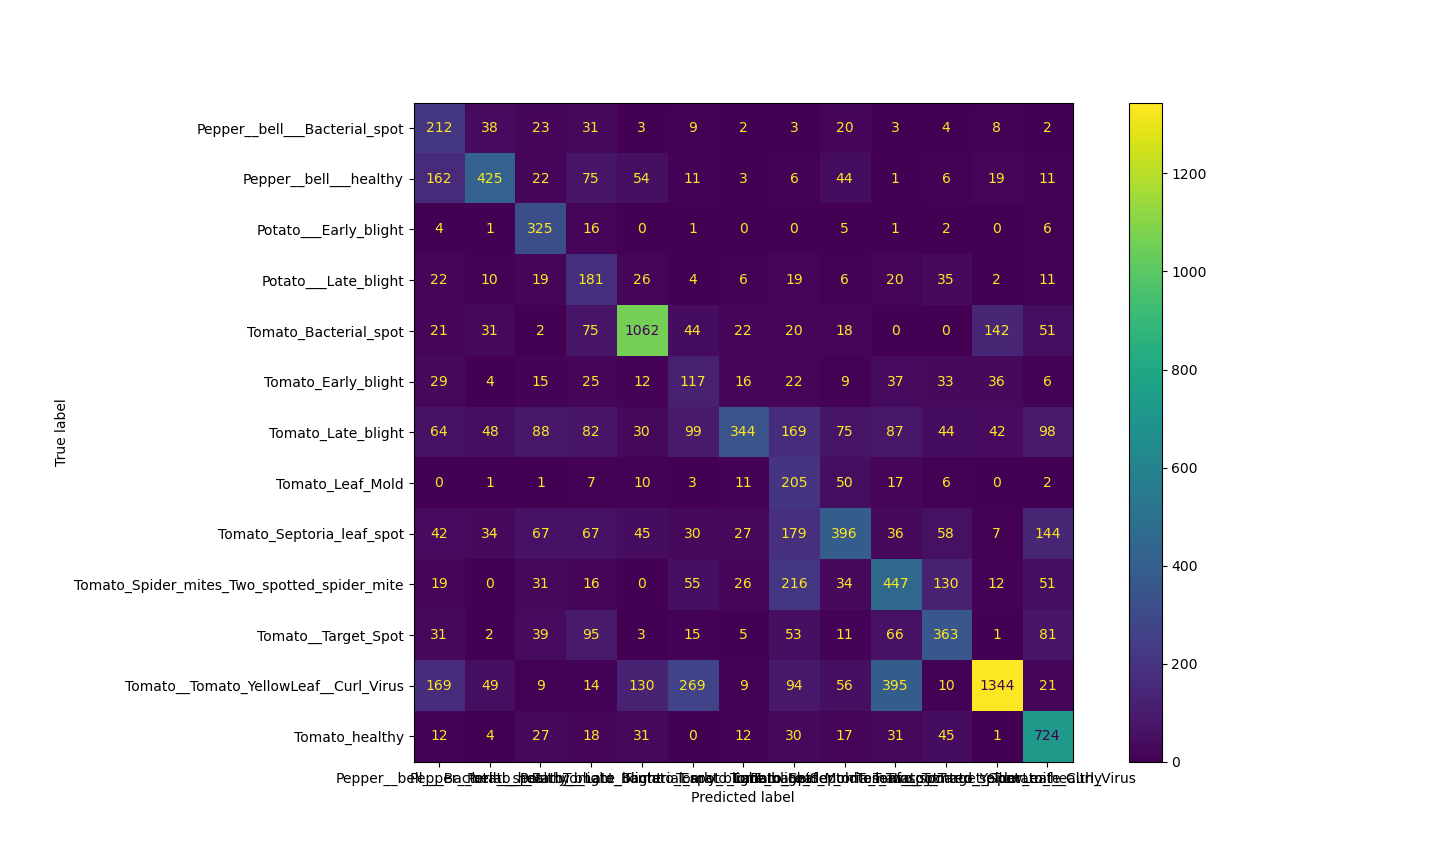 Pepper__bell___Bacterial_spot 212 38 23 31 3 9 2 3 20 3 4 8 2
Pepper__bell___healthy 162 425 22 75 54 11 3 6 44 1 6 19 11
Potato___Early_blight 4 1 325 16 0 1 0 0 5 1 2 0 6
Potato___Late_blight 22 10 19 181 26 4 6 19 6 20 35 2 11
Tomato_Bacterial_spot 21 31 2 75 1062 44 22 20 18 0 0 142 51
Tomato_Early_blight 29 4 15 25 12 117 16 22 9 37 33 36 6
Tomato_Late_blight 64 48 88 82 30 99 344 169 75 87 44 42 98
Tomato_Leaf_Mold 0 1 1 7 10 3 11 205 50 17 6 0 2
Tomato_Septoria_leaf_spot 42 34 67 67 45 30 27 179 396 36 58 7 144
Tomato_Spider_mites_Two_spotted_spider_mite 19 0 31 16 0 55 26 216 34 447 130 12 51
Tomato__Target_Spot 31 2 39 95 3 15 5 53 11 66 363 1 81
Tomato__Tomato_YellowLeaf__Curl_Virus 169 49 9 14 130 269 9 94 56 395 10 1344 21
Tomato_healthy 12 4 27 18 31 0 12 30 17 31 45 1 724
True label
Predicted label
1200
1000
800
600
400
200
0